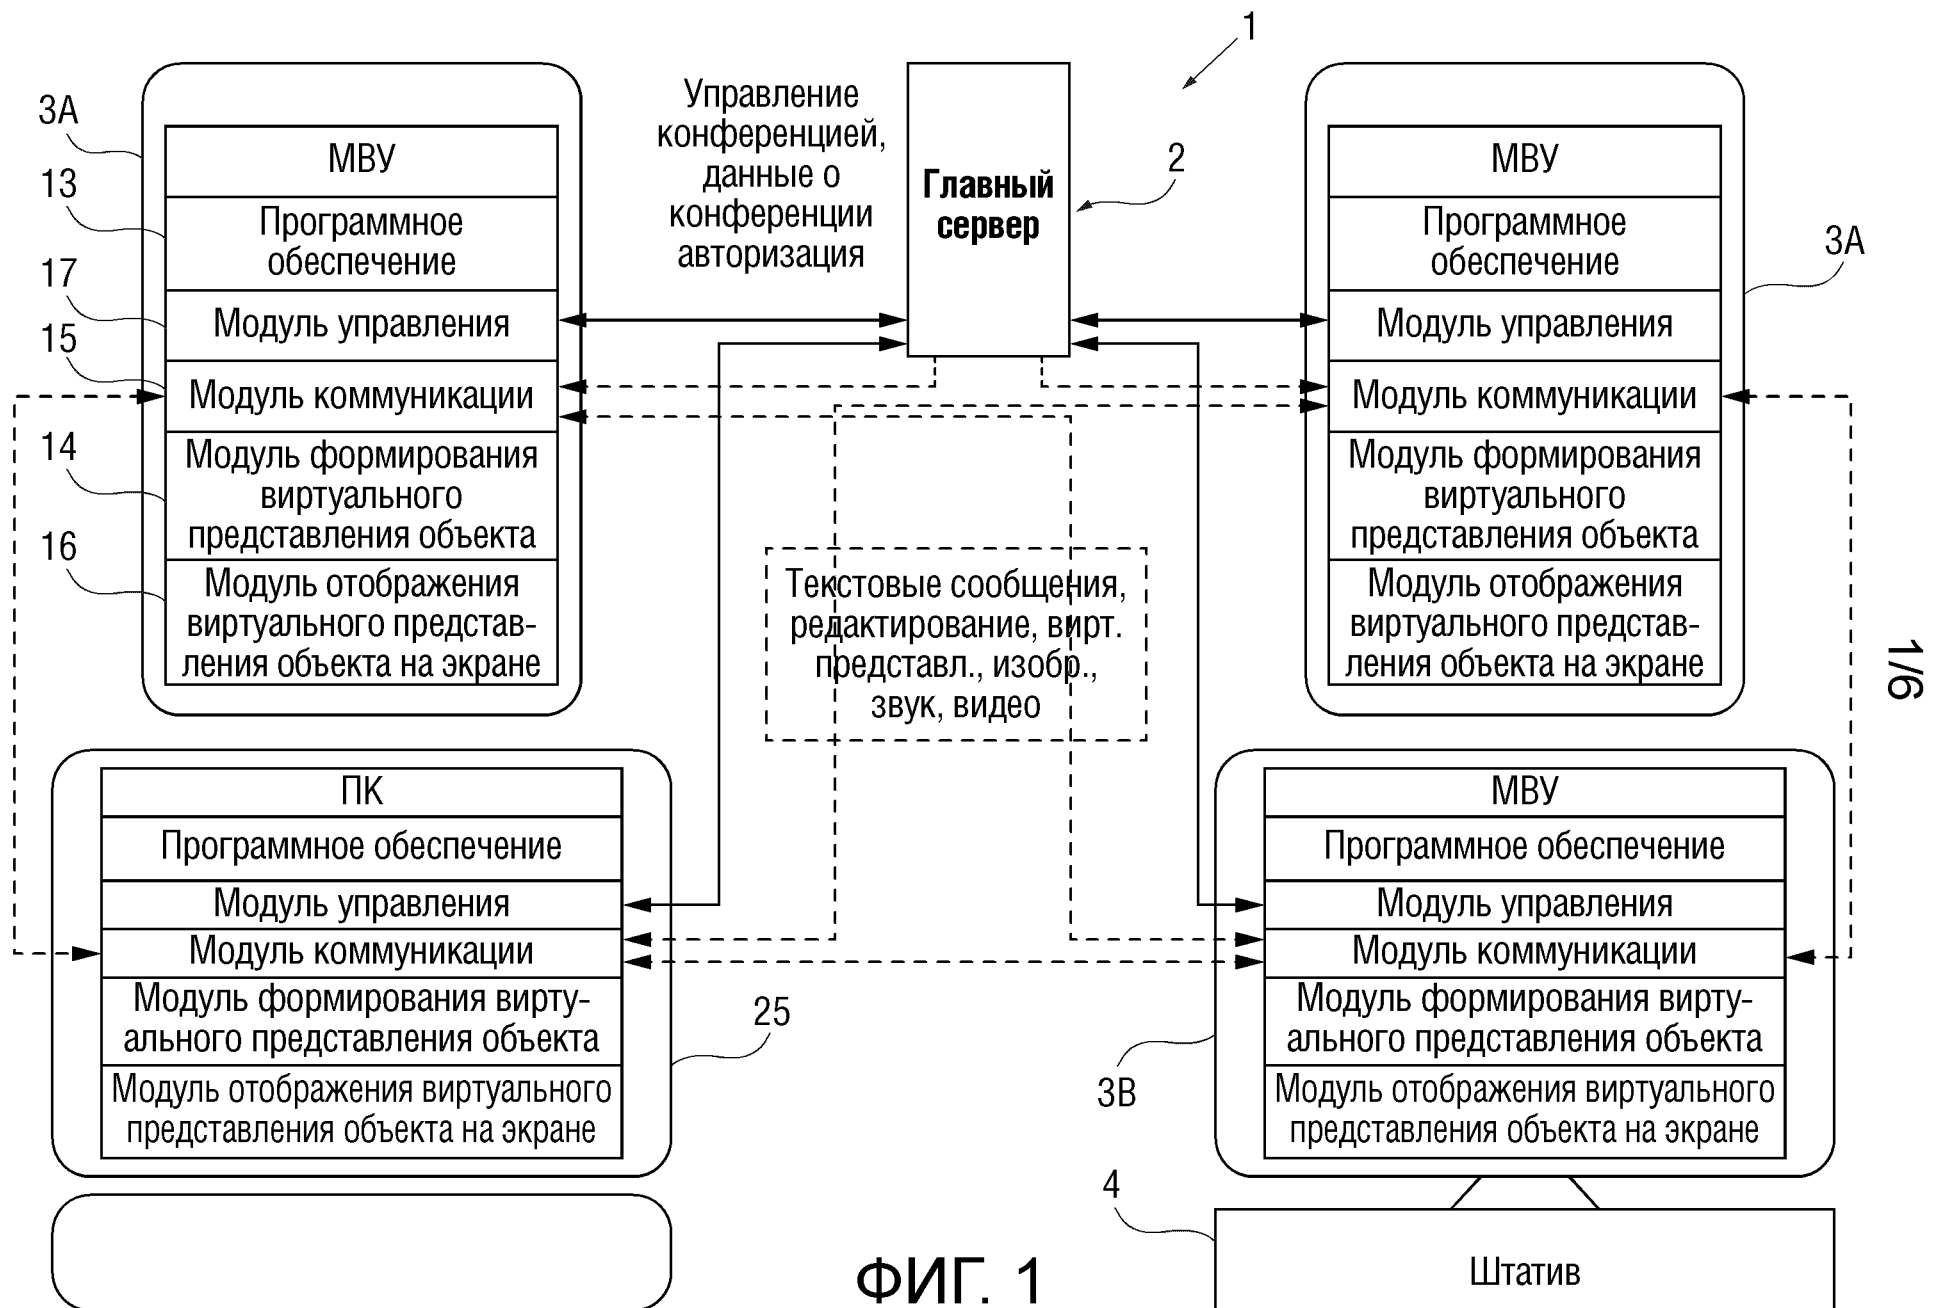 1
3А
МВУ
13
Программное
обеспечение
17
Модуль управления
15
Модуль коммуникации
14
Модуль формирования
виртуального
представления объекта
16
Модуль отображения
виртуального представ-
ления объекта на экране
Управление
конференцией,
данные о
конференции
авторизация
Главный
сервер
2
МВУ
Программное
обеспечение
3А
Модуль управления
Модуль коммуникации
Модуль формирования
виртуального
представления объекта
Модуль отображения
виртуального представ-
ления объекта на экране
Текстовые сообщения,
редактирование, вирт.
представл., изобр.,
звук, видео
1/6
ПК
Программное обеспечение
Модуль управления
Модуль коммуникации
Модуль формирования вирту-
ального представления объекта
Модуль отображения виртуального
представления объекта на экране
25
МВУ
Программное обеспечение
Модуль управления
Модуль коммуникации
Модуль формирования вирту-
ального представления объекта
Модуль отображения виртуального
представления объекта на экране
3В
4
Штатив
ФИГ. 1